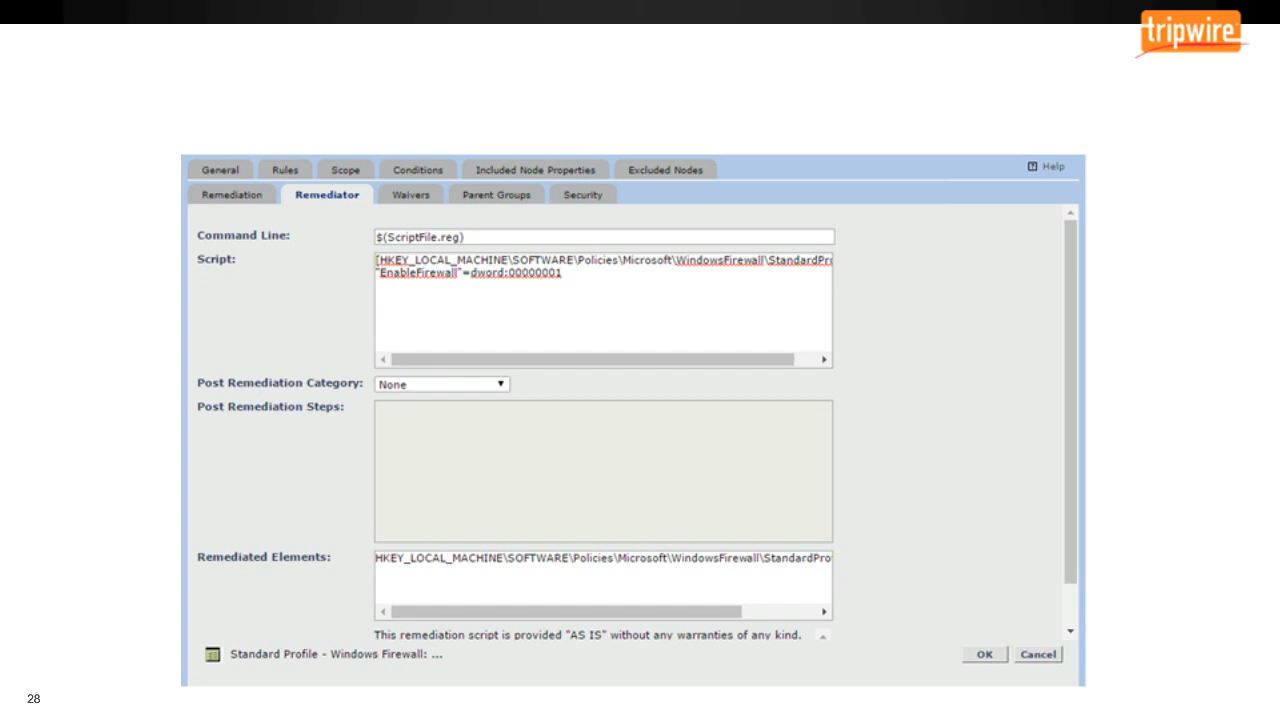 tripwire
General Rules Scope Conditions Included Node Properties Excluded Nodes
? Help
Remediation Remediator Waivers Parent Groups Security
Command Line: $(ScriptFile.reg)
Script: [HKEY_LOCAL_MACHINE\SOFTWARE\Policies\Microsoft\WindowsFirewall\StandardPr
"EnableFirewall"=dword:00000001
Post Remediation Category: None
Post Remediation Steps:
Remediated Elements: HKEY_LOCAL_MACHINE\SOFTWARE\Policies\Microsoft\WindowsFirewall\StandardPro
This remediation script is provided "AS IS" without any warranties of any kind.
Standard Profile - Windows Firewall: ...
OK Cancel
28